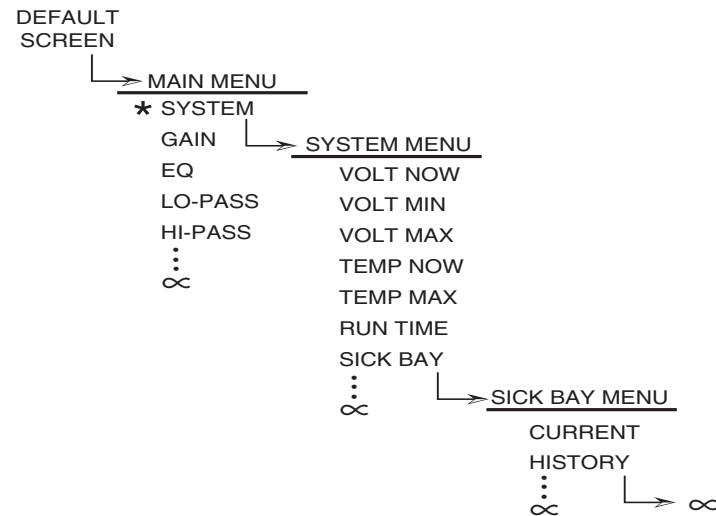 DEFAULT
SCREEN
MAIN MENU
* SYSTEM
GAIN
EQ
LO-PASS
HI-PASS
∝
SYSTEM MENU
VOLT NOW
VOLT MIN
VOLT MAX
TEMP NOW
TEMP MAX
RUN TIME
SICK BAY
∝
SICK BAY MENU
CURRENT
HISTORY
∝
∝